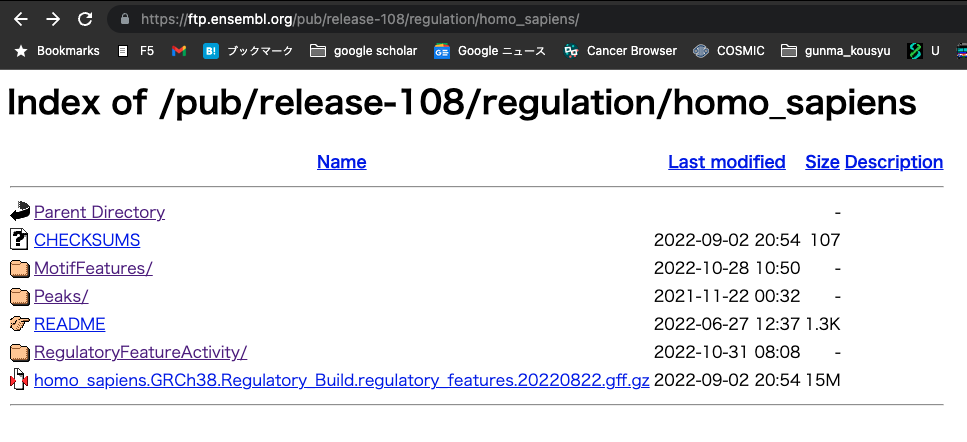 https://ftp.ensembl.org/pub/release-108/regulation/homo_sapiens/
Bookmarks F5 B! ブックマーク google scholar Google ニュース Cancer Browser COSMIC gunma_kousyu U
Index of /pub/release-108/regulation/homo_sapiens
Name Last modified Size Description
Parent Directory -
CHECKSUMS 2022-09-02 20:54 107
MotifFeatures/ 2022-10-28 10:50 -
Peaks/ 2021-11-22 00:32 -
README 2022-06-27 12:37 1.3K
RegulatoryFeatureActivity/ 2022-10-31 08:08 -
homo_sapiens.GRCh38.Regulatory_Build.regulatory_features.20220822.gff.gz 2022-09-02 20:54 15M